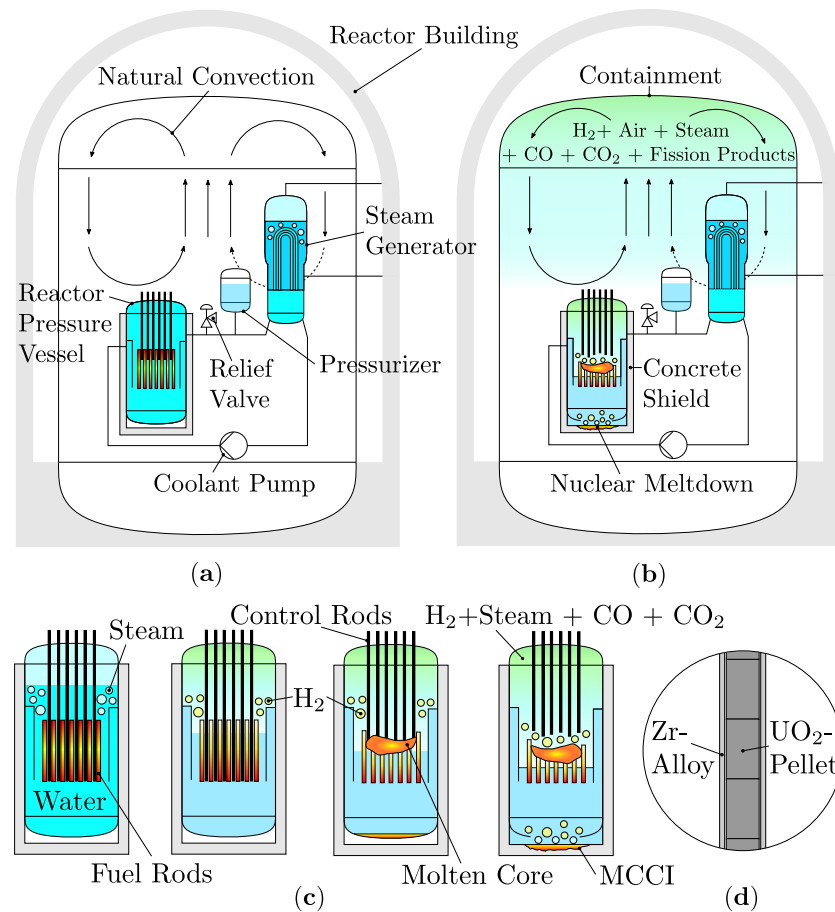 Reactor Building
Natural Convection
Steam
Generator
Reactor
Pressure
Vessel
Relief
Valve
Pressurizer
Coolant Pump
(a)
Containment
H₂+ Air + Steam
+ CO + CO₂ + Fission Products
Concrete
Shield
Nuclear Meltdown
(b)
Steam
Control Rods
H₂+Steam + CO + CO₂
H₂
Water
Fuel Rods
Molten Core
MCCI
(c)
Zr-
Alloy
UO₂-
Pellet
(d)